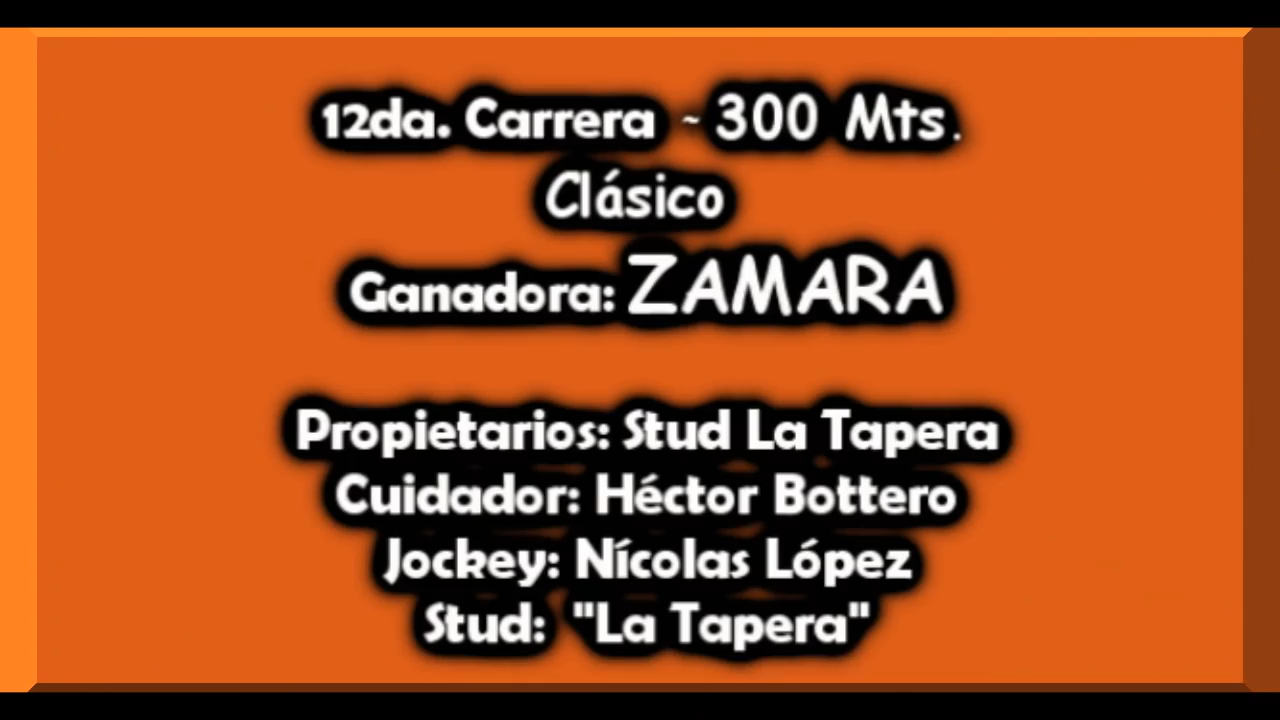 12da. Carrera ~ 300 Mts.
Clásico
Ganadora: ZAMARA
Propietarios: Stud La Tapera
Cuidador: Héctor Bottero
Jockey: Nícolas López
Stud: "La Tapera"